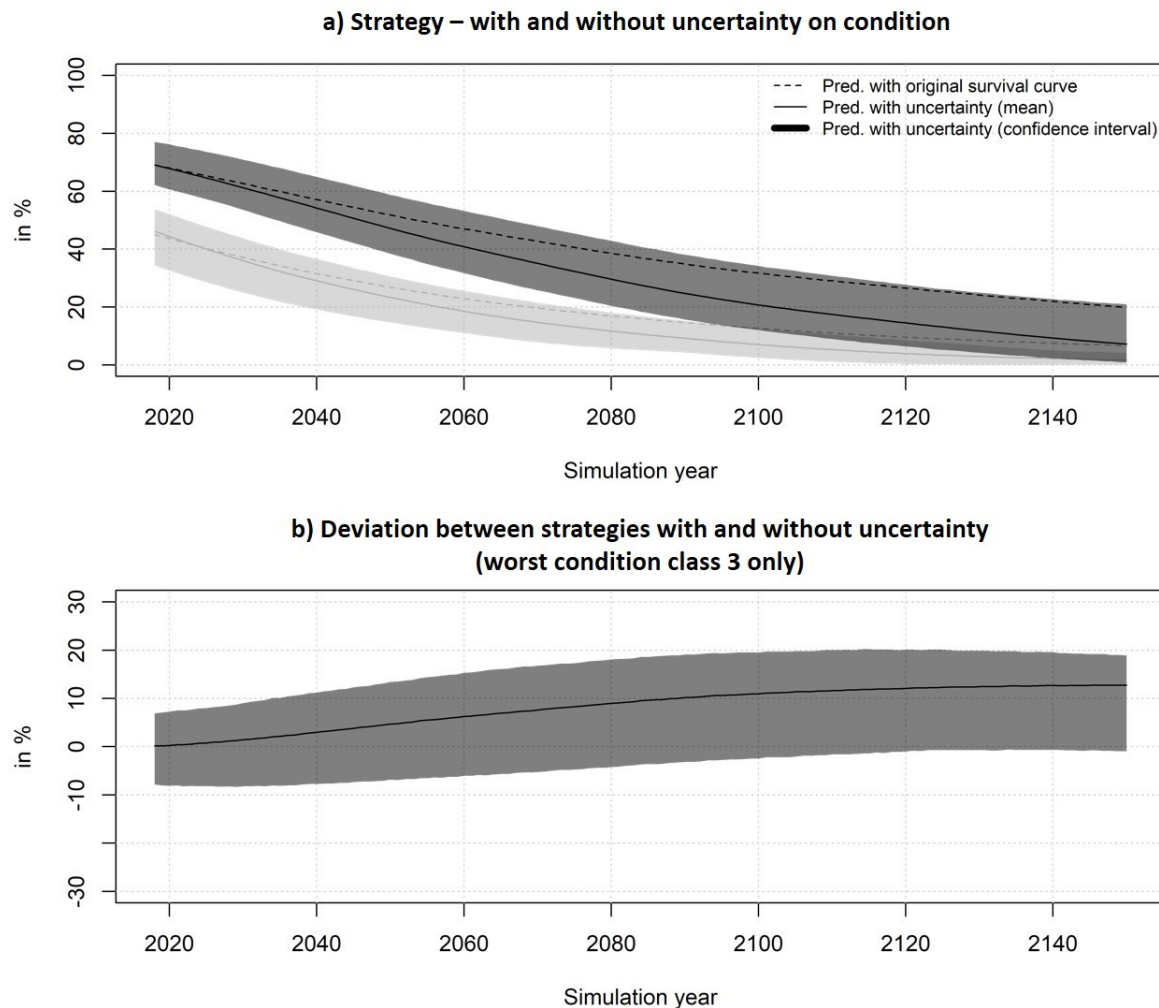 a) Strategy – with and without uncertainty on condition
100
80
60
40
20
0
in %
Pred. with original survival curve
Pred. with uncertainty (mean)
Pred. with uncertainty (confidence interval)
2020 2040 2060 2080 2100 2120 2140
Simulation year
b) Deviation between strategies with and without uncertainty
(worst condition class 3 only)
30
20
10
0
-10
-30
in %
2020 2040 2060 2080 2100 2120 2140
Simulation year